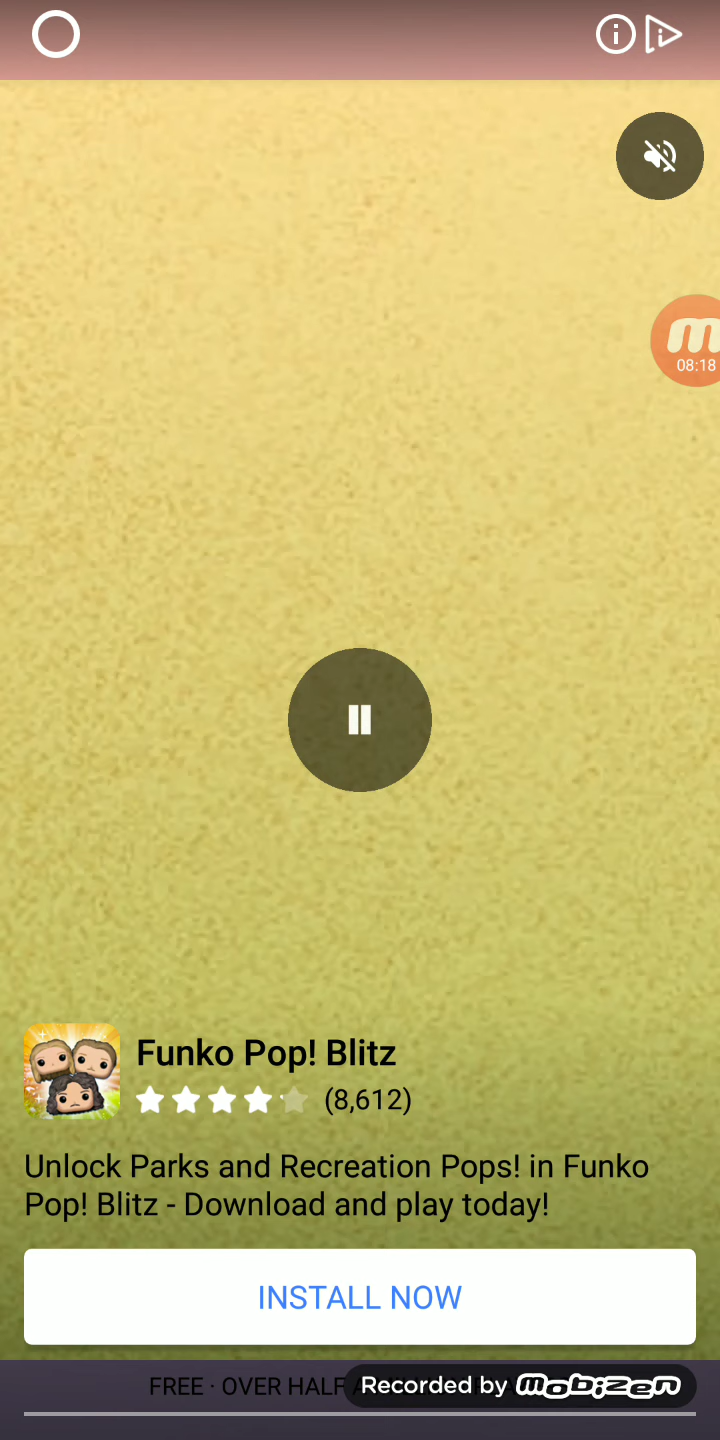 08:18
Funko Pop! Blitz
(8,612)
Unlock Parks and Recreation Pops! in Funko
Pop! Blitz - Download and play today!
INSTALL NOW
FREE · OVER HALF
Recorded by mobizen